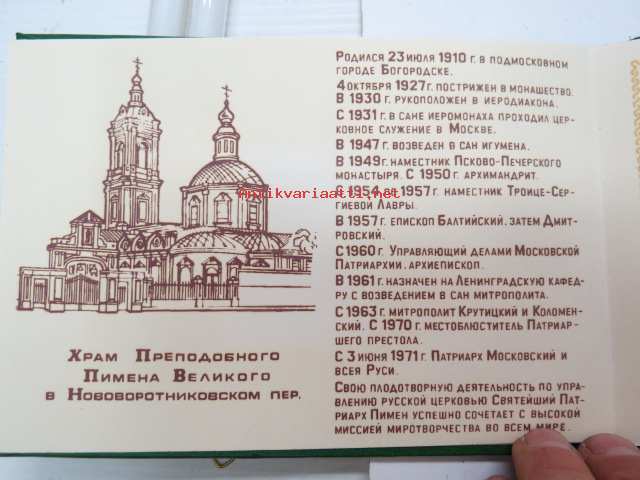 Храм Преподобного
Пимена Великого
в Нововоротниковском пер.
Родился 23 июля 1910 г. в подмосковном
городе Богородске.
4 октября 1927 г. пострижен в монашество.
В 1930 г. рукоположен в иеродиакона.
С 1931 г. в сане иеромонаха проходил цер-
ковное служение в Москве.
В 1947 г. возведен в сан игумена.
В 1949 г. наместник Псково-Печерского
монастыря. С 1950 г. архимандрит.
С 1954 по 1957 г. наместник Троице-Сер-
гиевой Лавры.
В 1957 г. епископ Балтийский. затем Дмит-
ровский.
С 1960 г. Управляющий делами Московской
Патриархии. архиепископ.
В 1961 г. назначен на Ленинградскую кафед-
ру с возведением в сан митрополита.
С 1963 г. митрополит Крутицкий и Коломен-
ский. С 1970 г. местоблюститель Патриар-
шего престола.
С 3 июня 1971 г. Патриарх Московский и
всея Руси.
Свою плодотворную деятельность по упра-
влению русской церковью Святейший Пат-
риарх Пимен успешно сочетает с высокой
миссией миротворчества во всем мире.
antikvariaatti.net